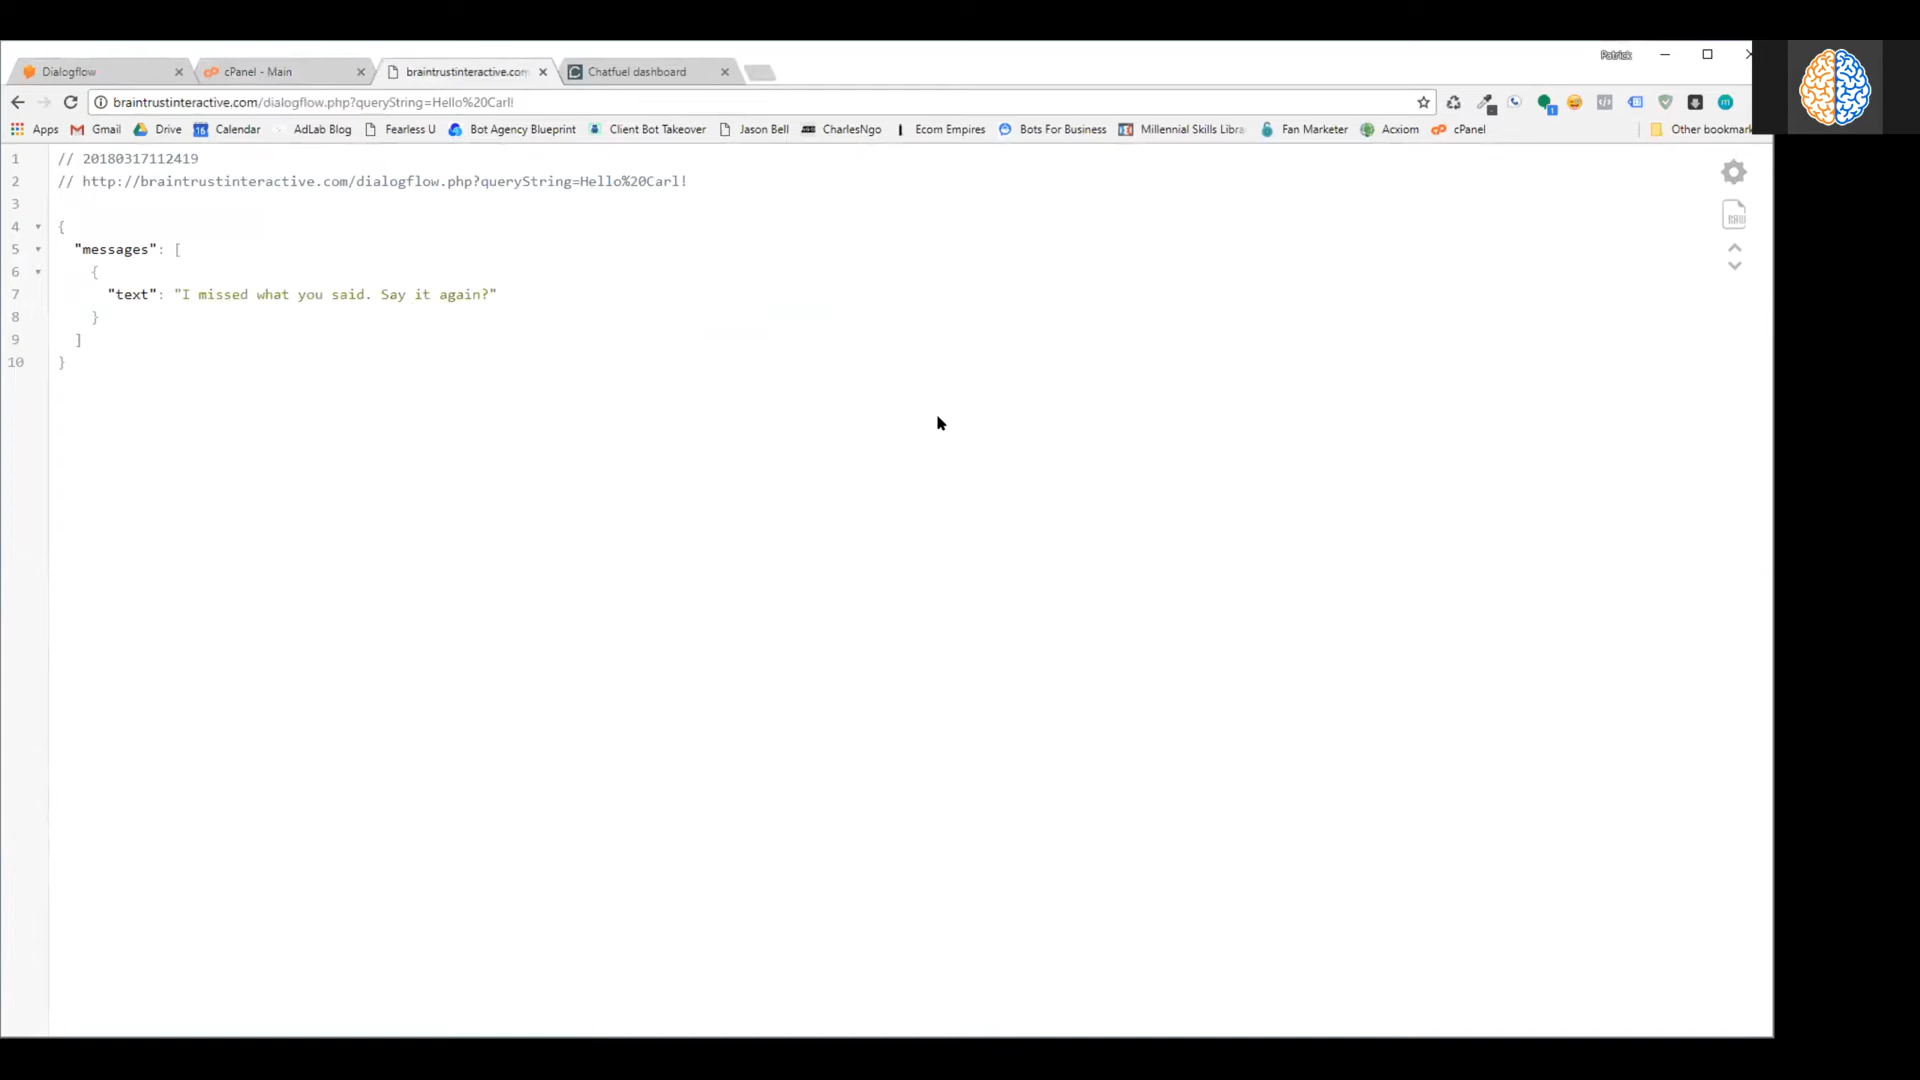 Patrick
Dialogflow
cPanel - Main
braintrustinteractive.com
Chatfuel dashboard
braintrustinteractive.com/dialogflow.php?queryString=Hello%20Carl!
Apps Gmail Drive 16 Calendar AdLab Blog Fearless U Bot Agency Blueprint Client Bot Takeover Jason Bell CharlesNgo Ecom Empires Bots For Business Millennial Skills Libra Fan Marketer Acxiom cPanel Other bookmark
1 // 20180317112419
2 // http://braintrustinteractive.com/dialogflow.php?queryString=Hello%20Carl!
3
4 {
5 "messages": [
6 {
7 "text": "I missed what you said. Say it again?"
8 }
9 ]
10 }
RAW